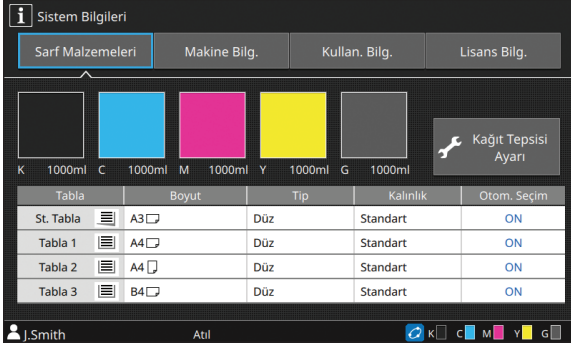 i Sistem Bilgileri
Sarf Malzemeleri Makine Bilg. Kullan. Bilg. Lisans Bilg.
K 1000ml C 1000ml M 1000ml Y 1000ml G 1000ml
Kağıt Tepsisi
Ayarı
Tabla Boyut Tip Kalınlık Otom. Seçim
St. Tabla A3 Düz Standart ON
Tabla 1 A4 Düz Standart ON
Tabla 2 A4 Düz Standart ON
Tabla 3 B4 Düz Standart ON
J.Smith Atıl K C M Y G